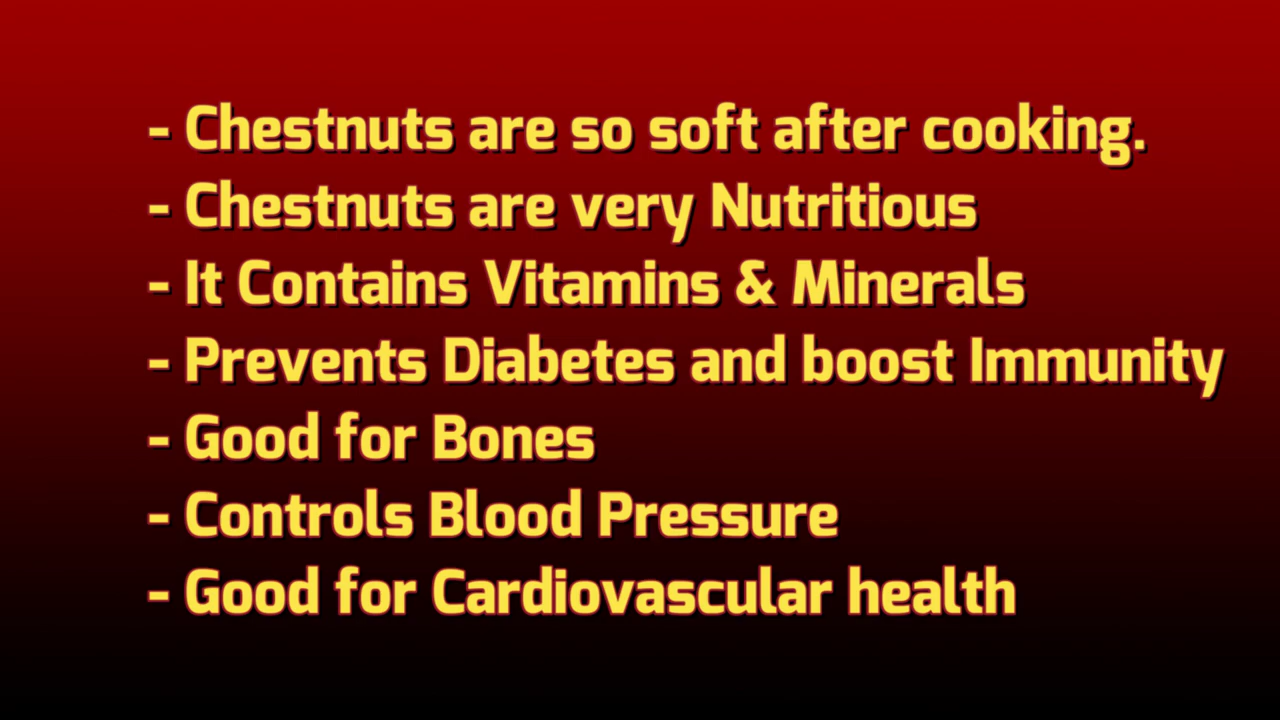 - Chestnuts are so soft after cooking.
- Chestnuts are very Nutritious
- It Contains Vitamins & Minerals
- Prevents Diabetes and boost Immunity
- Good for Bones
- Controls Blood Pressure
- Good for Cardiovascular health